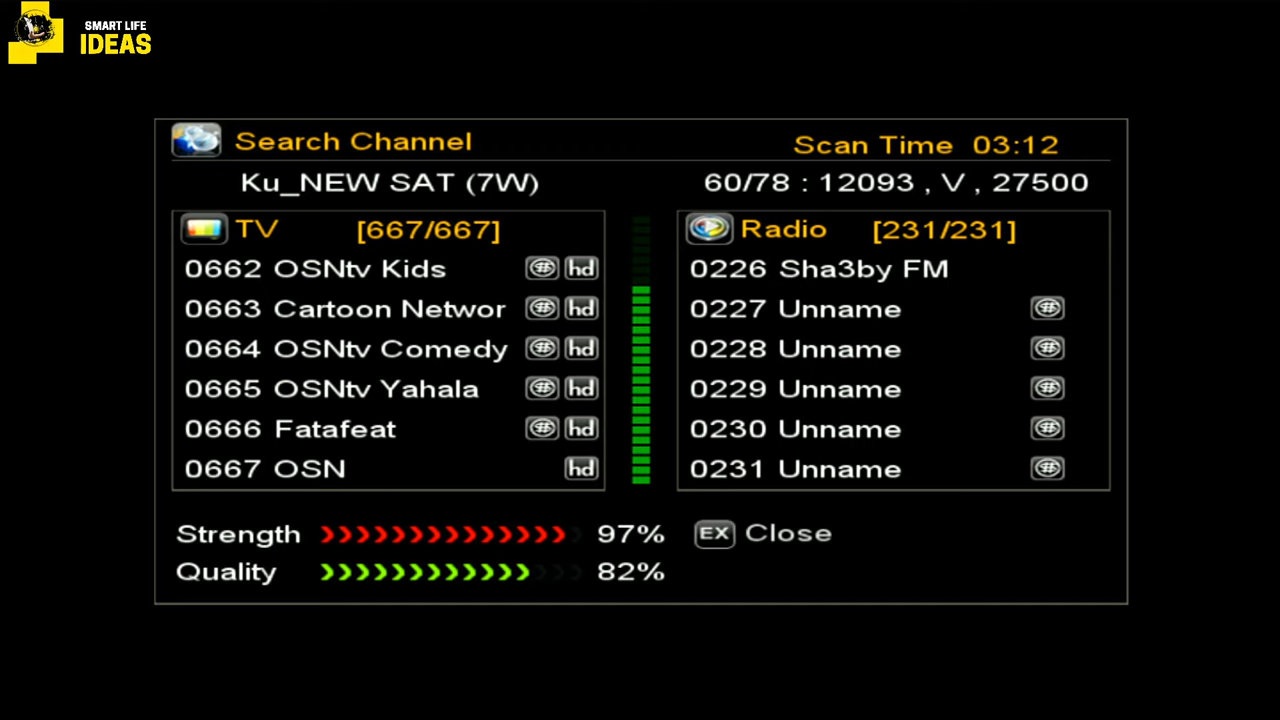 SMART LIFE
IDEAS
Search Channel
Scan Time 03:12
Ku_NEW SAT (7W)
60/78 : 12093 , V , 27500
TV [667/667]
0662 OSNtv Kids # hd
0663 Cartoon Networ # hd
0664 OSNtv Comedy # hd
0665 OSNtv Yahala # hd
0666 Fatafeat # hd
0667 OSN hd
Radio [231/231]
0226 Sha3by FM
0227 Unname #
0228 Unname #
0229 Unname #
0230 Unname #
0231 Unname #
Strength 97%
Quality 82%
EX Close